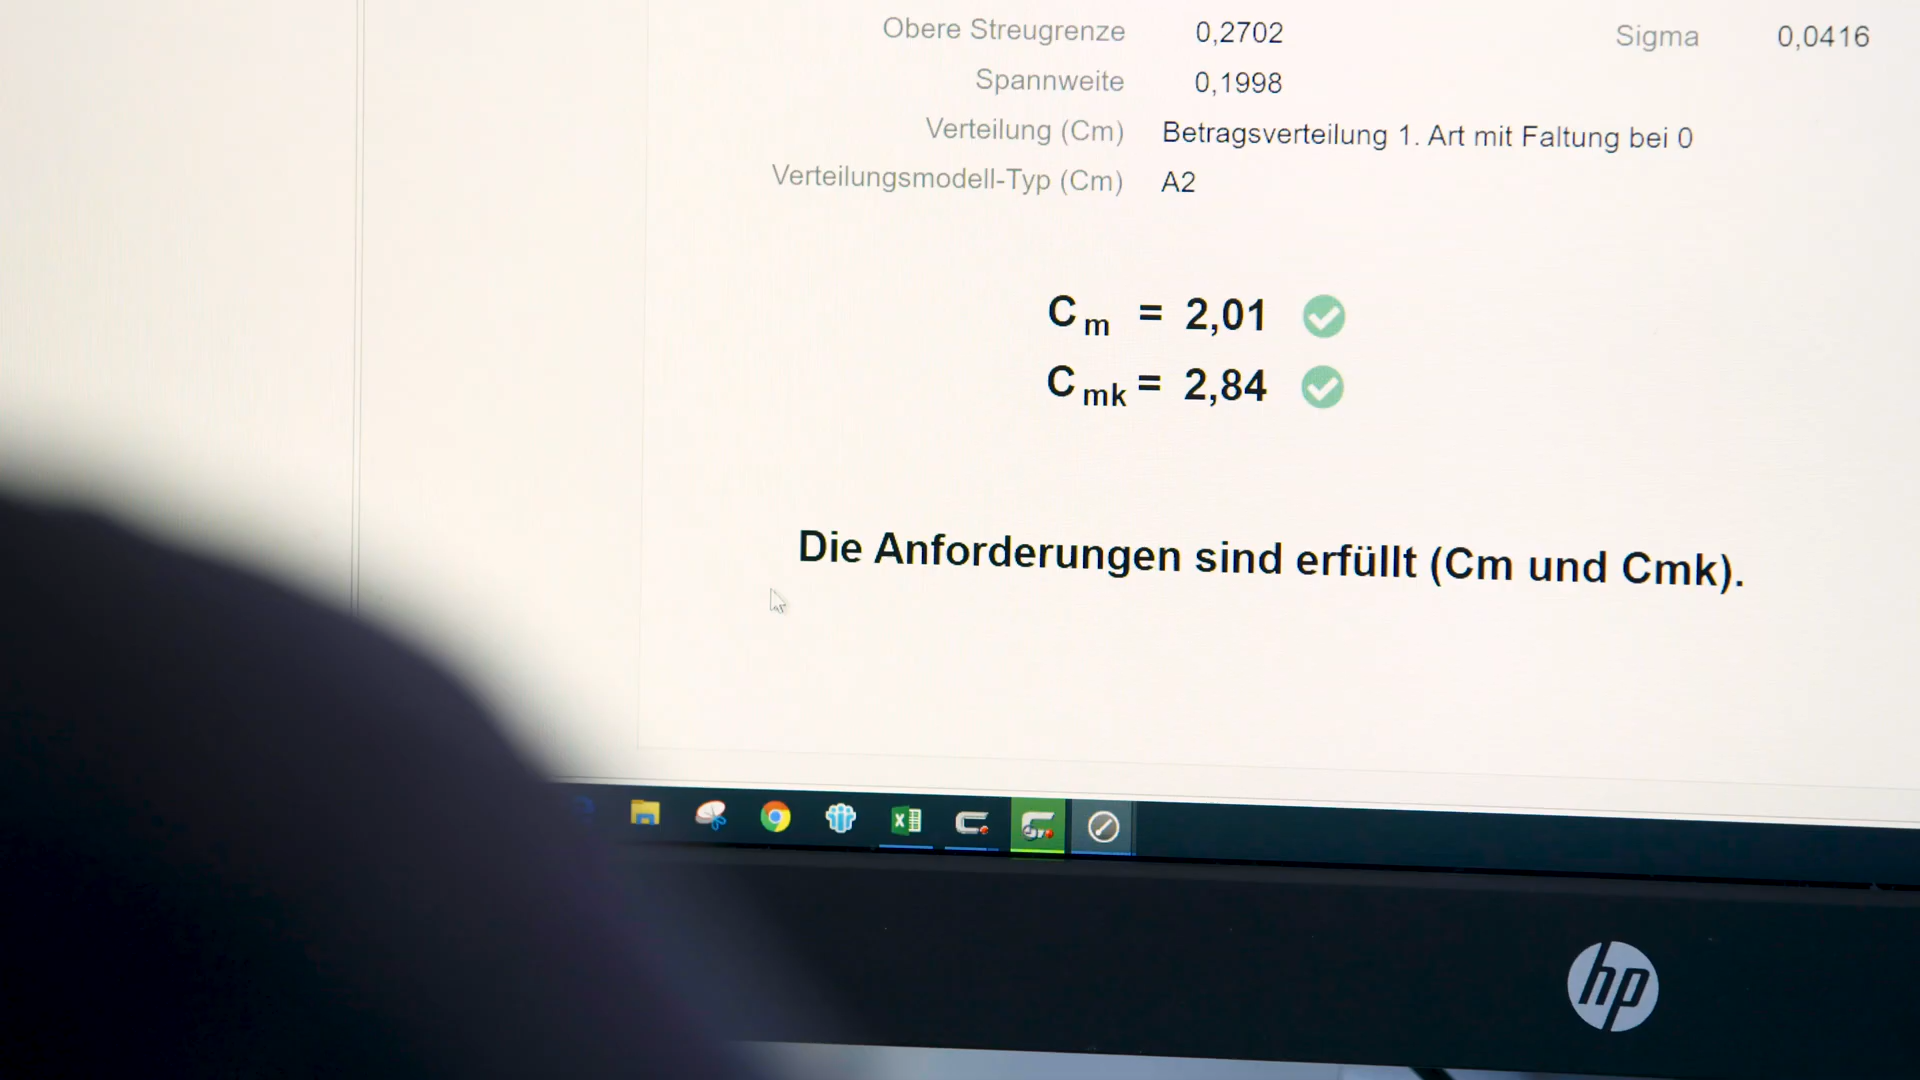 Obere Streugrenze 0,2702 Sigma 0,0416
Spannweite 0,1998
Verteilung (Cm) Betragsverteilung 1. Art mit Faltung bei 0
Verteilungsmodell-Typ (Cm) A2
C m = 2,01
C mk = 2,84
Die Anforderungen sind erfüllt (Cm und Cmk).
hp